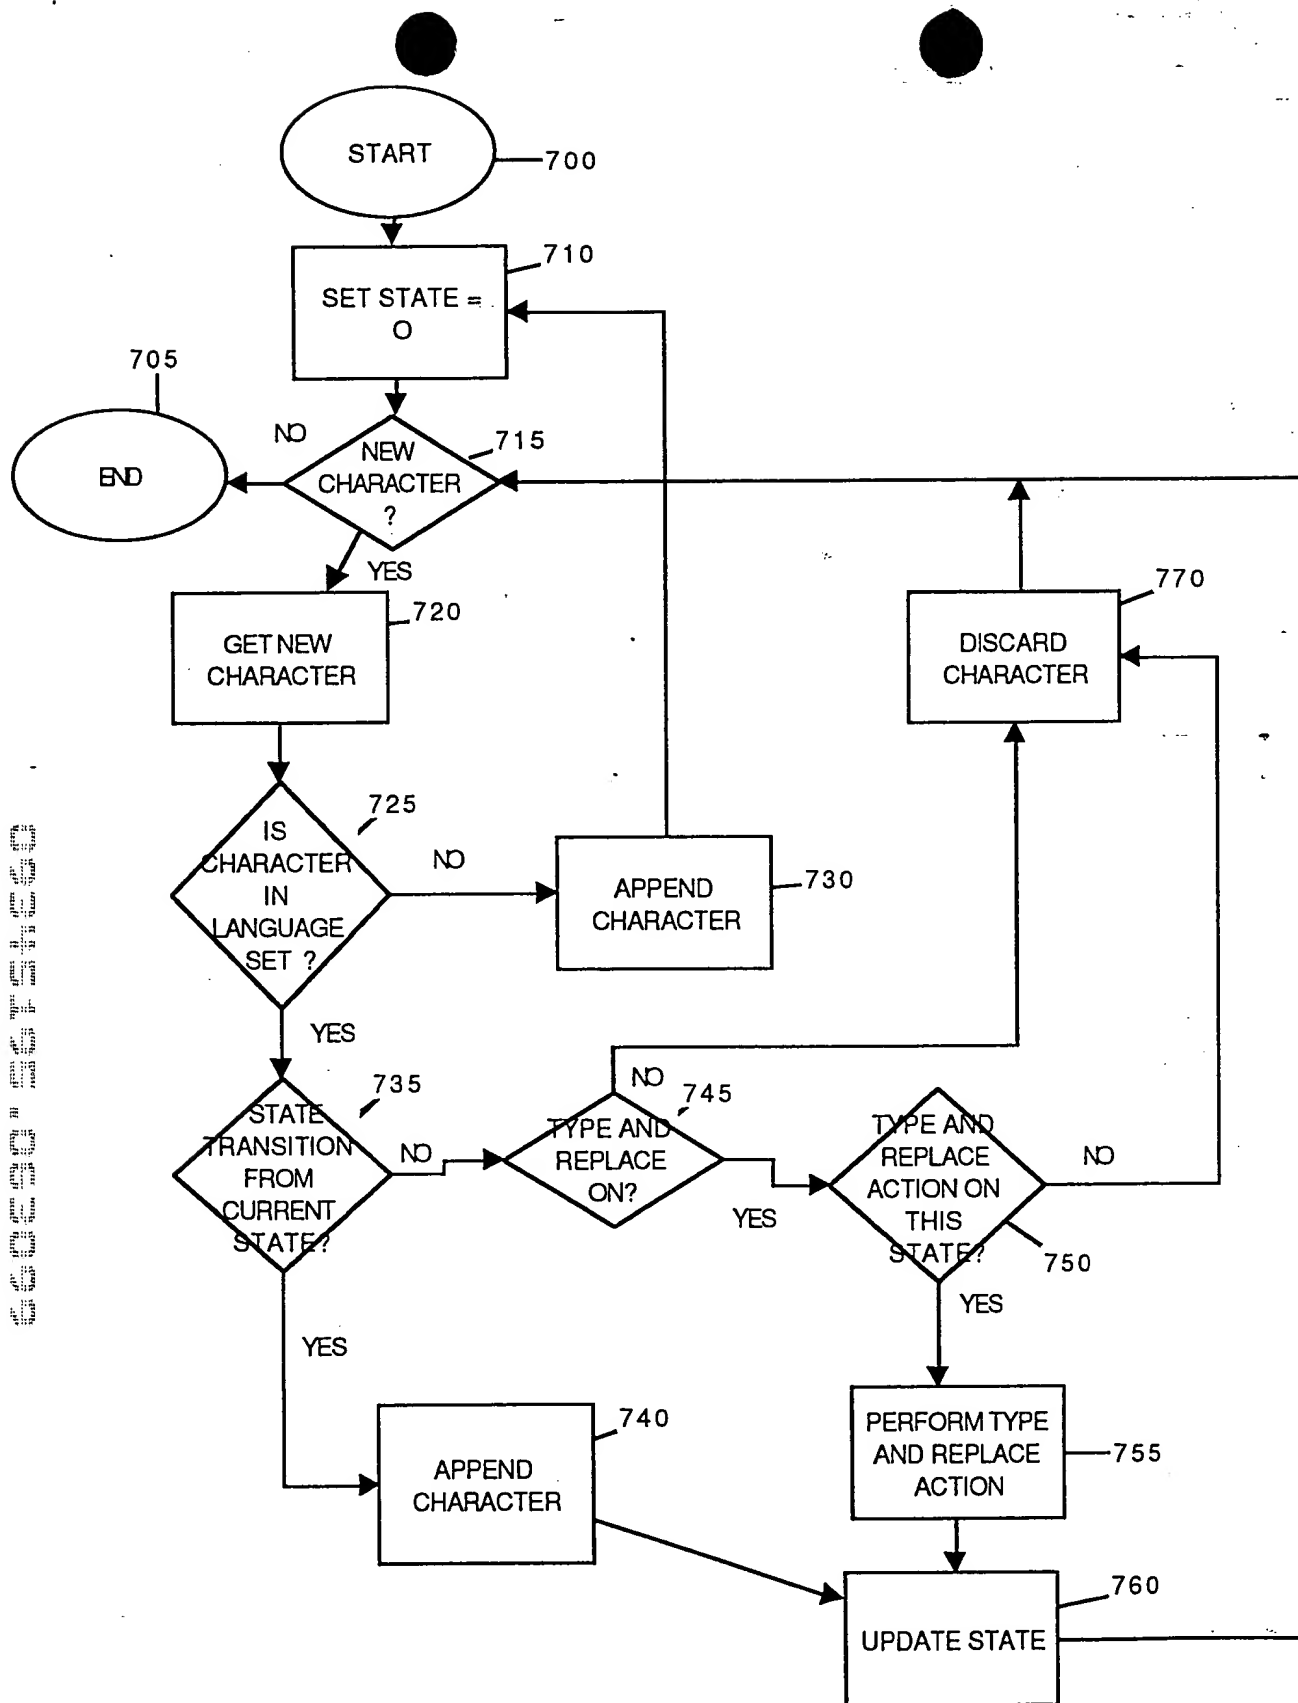 START
700
710
SET STATE =
O
705
NO
715
NEW
CHARACTER
?
END
YES
720
GET NEW
CHARACTER
770
DISCARD
CHARACTER
725
IS
CHARACTER
IN
LANGUAGE
SET ?
NO
APPEND
CHARACTER
730
YES
735
STATE
TRANSITION
FROM
CURRENT
STATE?
NO
NO
745
TYPE AND
REPLACE
ON?
YES
TYPE AND
REPLACE
ACTION ON
THIS
STATE?
NO
750
YES
YES
740
APPEND
CHARACTER
PERFORM TYPE
AND REPLACE
ACTION
755
760
UPDATE STATE